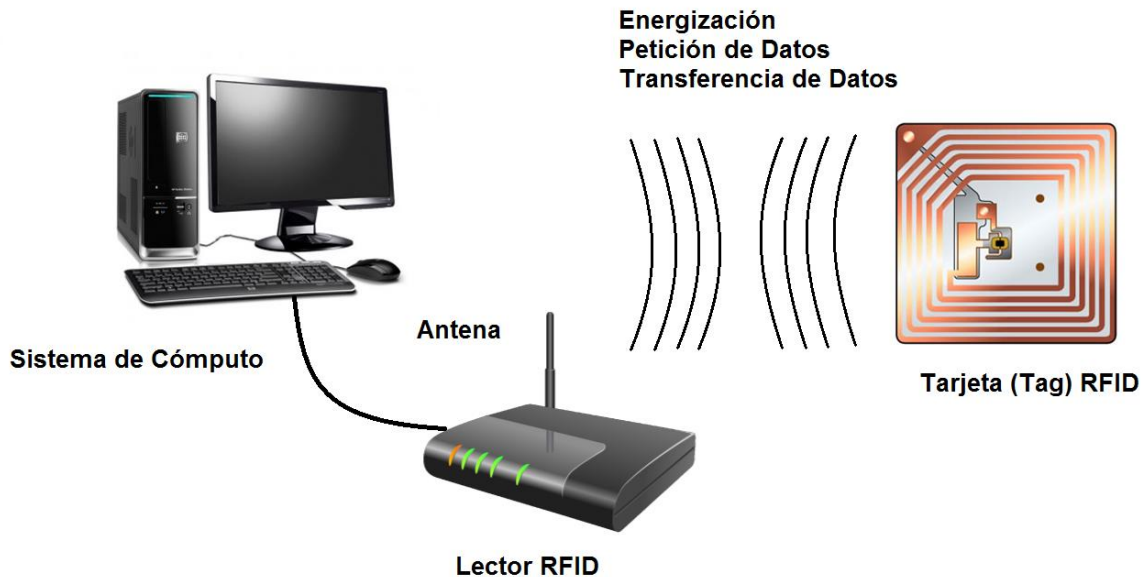 Energización
Petición de Datos
Transferencia de Datos
Antena
Sistema de Cómputo
Tarjeta (Tag) RFID
Lector RFID